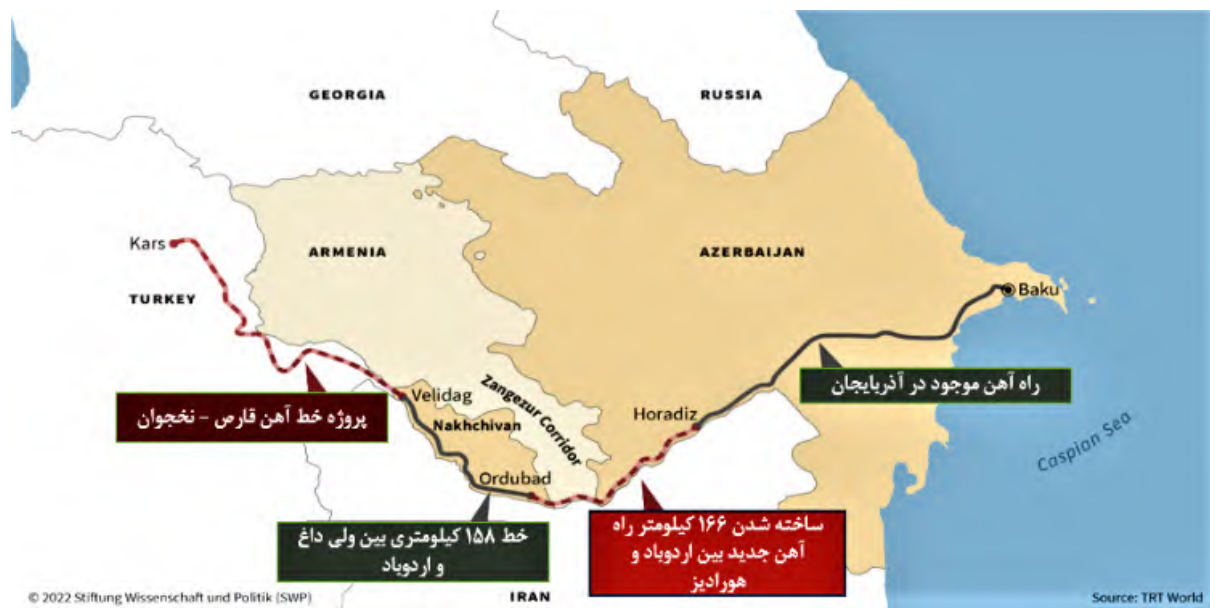 GEORGIA
RUSSIA
Kars
ARMENIA
AZERBAIJAN
TURKEY
Baku
راه آهن موجود در آذربایجان
Velidag
Zangezur Corridor
Horadiz
پروژه خط آهن قارص - نخجوان
Nakhchivan
Caspian Sea
Ordubad
خط ۱۵۸ کیلومتری بین ولی داغ
و اردوباد
ساخته شدن ۱۶۶ کیلومتر راه
آهن جدید بین اردوباد و
هورادیز
© 2022 Stiftung Wissenschaft und Politik (SWP)
IRAN
Source: TRT World